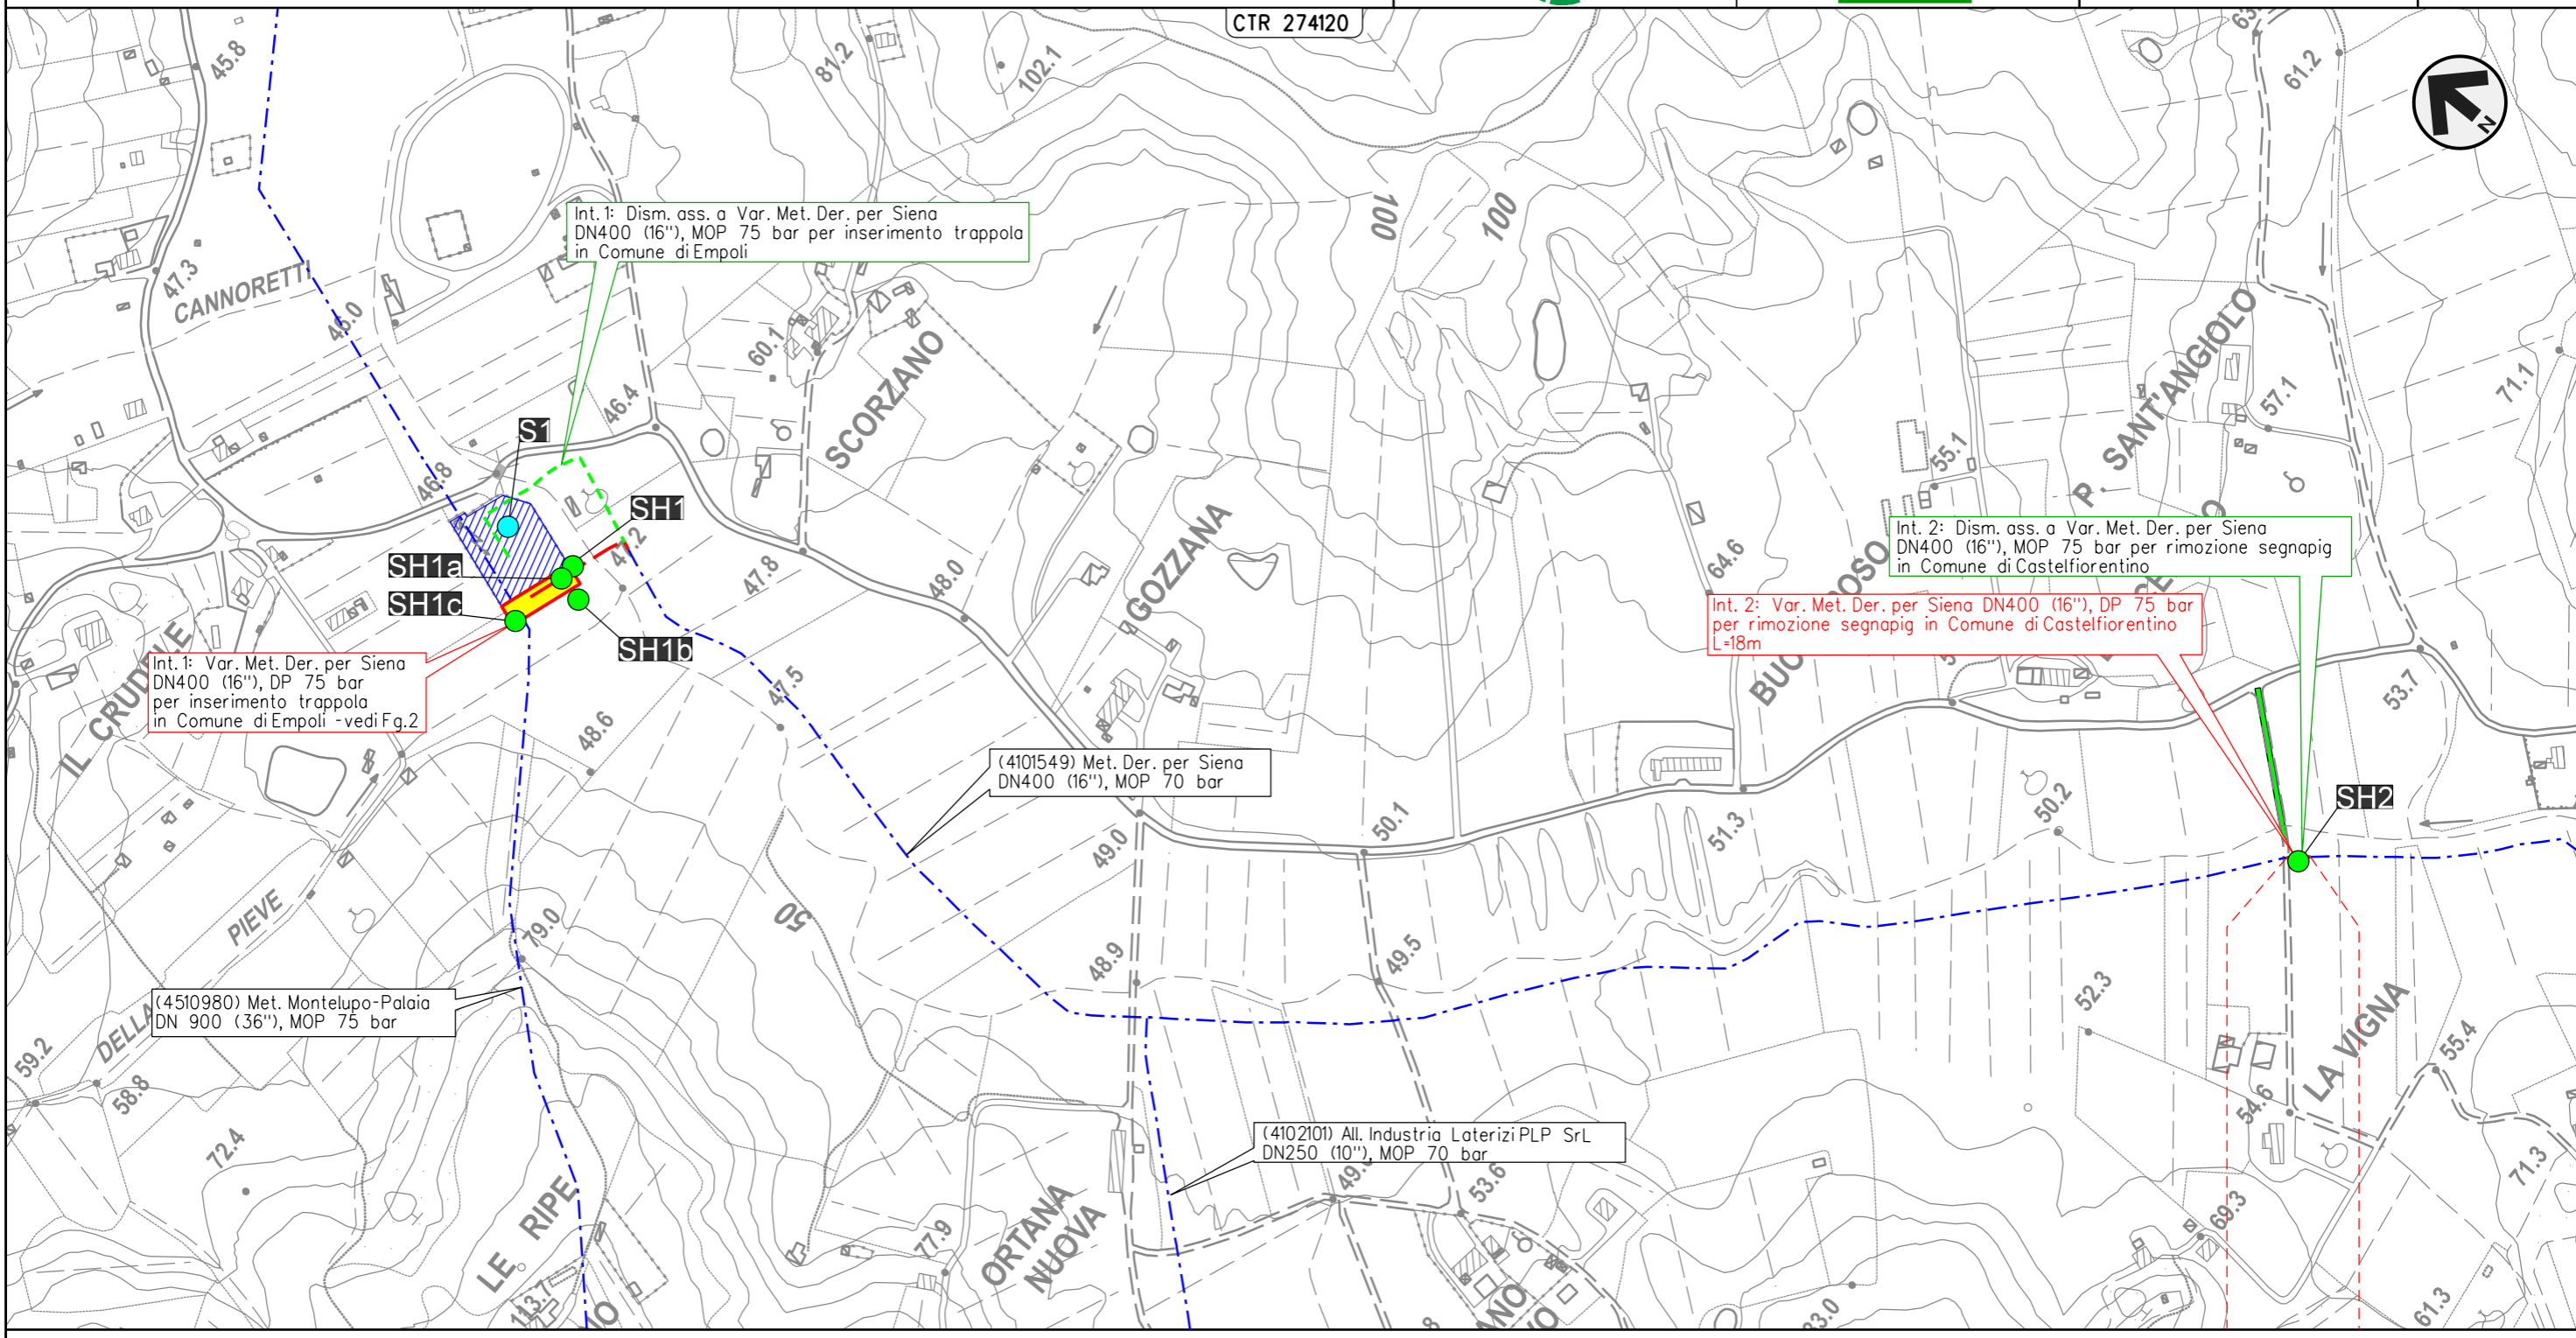 CTR 274120
45.8
81.2
102.1
63.
61.2
N
Int. 1: Dism. ass. a Var. Met. Der. per Siena
DN400 (16"), MOP 75 bar per inserimento trappola
in Comune di Empoli
100
100
47.3
CANNORETTI
46.0
60.1
SCORZANO
46.4
P. SANT'ANGIOLO
57.1
71.1
55.1
S1
46.8
SH1
SH1a
SH1c
SH1b
47.8
48.0
GOZZANA
64.6
Int. 2: Dism. ass. a Var. Met. Der. per Siena
DN400 (16"), MOP 75 bar per rimozione segnapig
in Comune di Castelfiorentino
Int. 2: Var. Met. Der. per Siena DN400 (16"), DP 75 bar
per rimozione segnapig in Comune di Castelfiorentino
L=18m
IL CRUDELE
Int. 1: Var. Met. Der. per Siena
DN400 (16"), DP 75 bar
per inserimento trappola
in Comune di Empoli -vedi Fg.2
48.6
47.5
53.7
(4101549) Met. Der. per Siena
DN400 (16"), MOP 70 bar
SH2
49.0
50.1
51.3
50.2
PIEVE
DELLA
79.0
50
48.9
49.5
52.3
(4510980) Met. Montelupo-Palaia
DN 900 (36"), MOP 75 bar
59.2
58.8
72.4
LA VIGNA
54.6
55.4
(4102101) All. Industria Laterizi PLP SrL
DN250 (10"), MOP 70 bar
53.6
71.3
69.3
LE RIPE
77.9
ORTANA
NUOVA
113.7
61.3